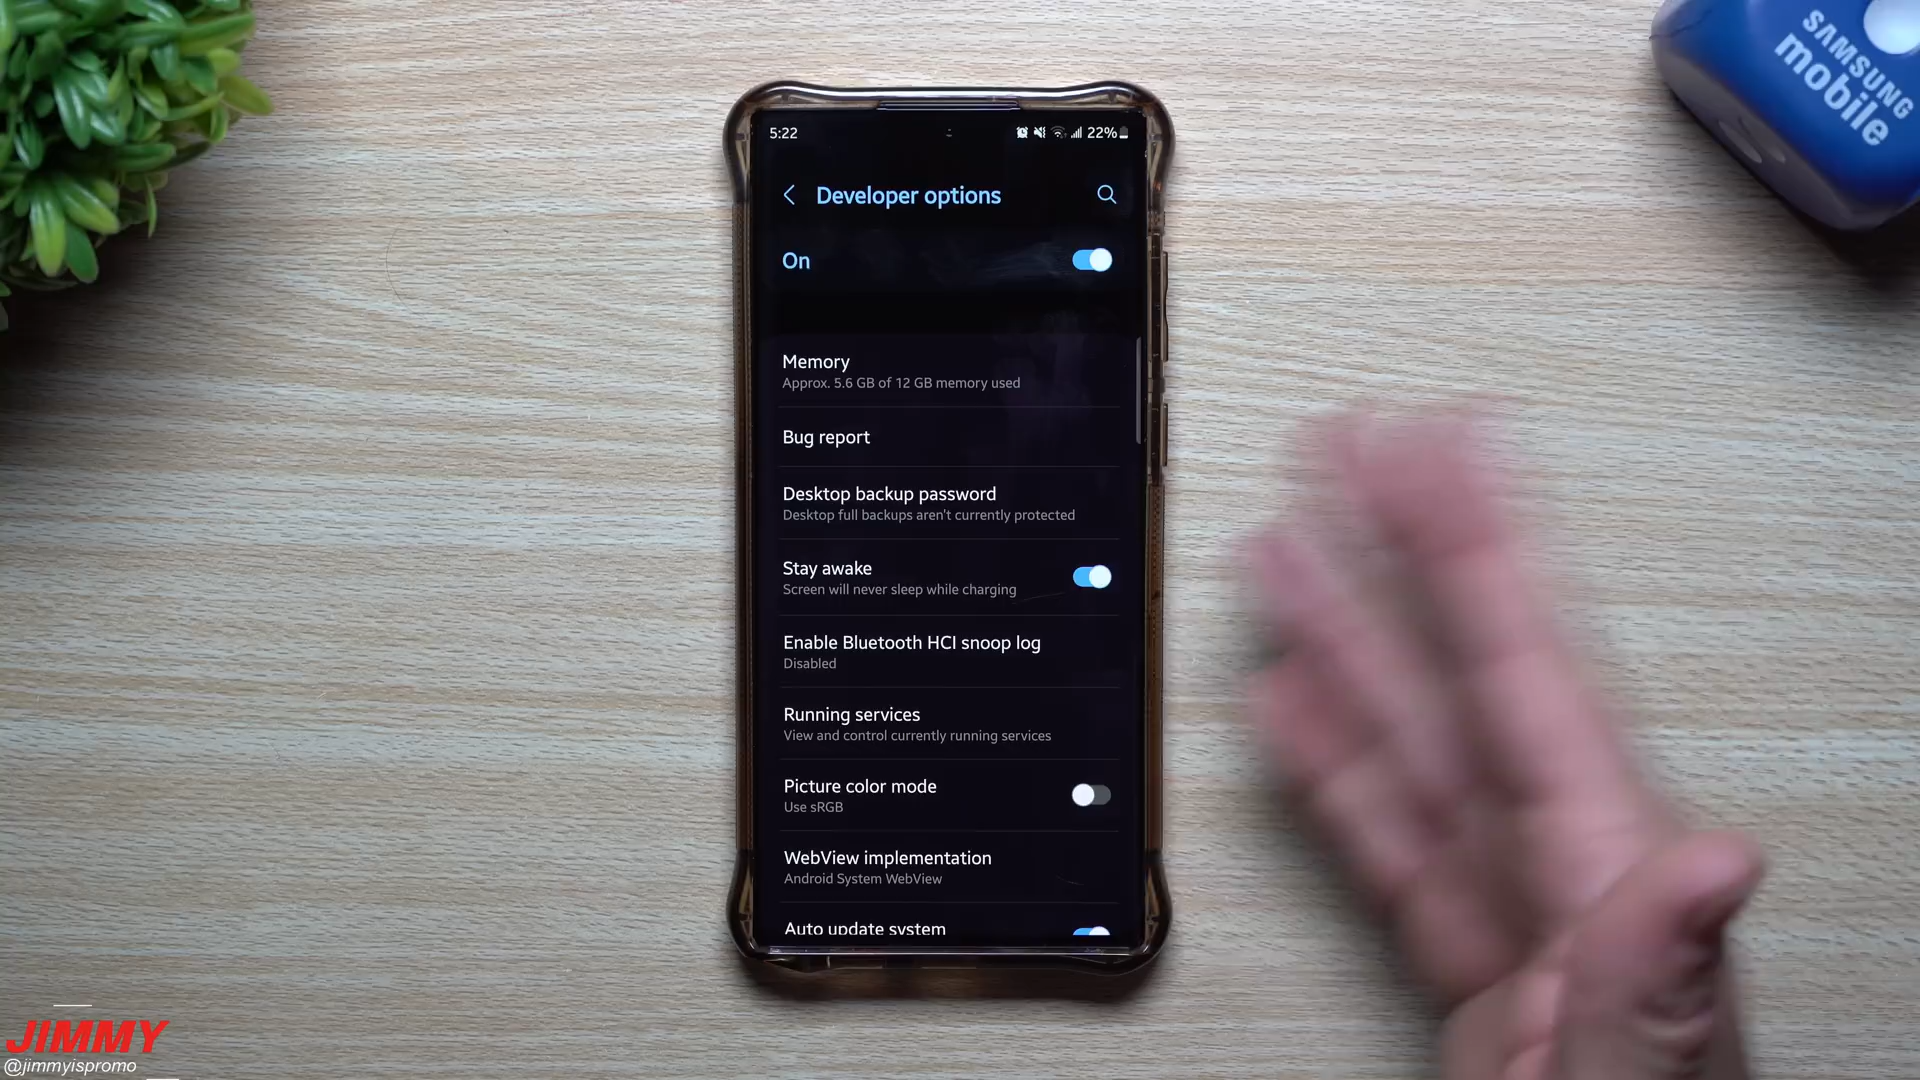 SAMSUNG
mobile
5:22
22%
Developer options
On
Memory
Approx. 5.6 GB of 12 GB memory used
Bug report
Desktop backup password
Desktop full backups aren't currently protected
Stay awake
Screen will never sleep while charging
Enable Bluetooth HCI snoop log
Disabled
Running services
View and control currently running services
Picture color mode
Use sRGB
WebView implementation
Android System WebView
Auto update system
JIMMY
@jimmyispromo